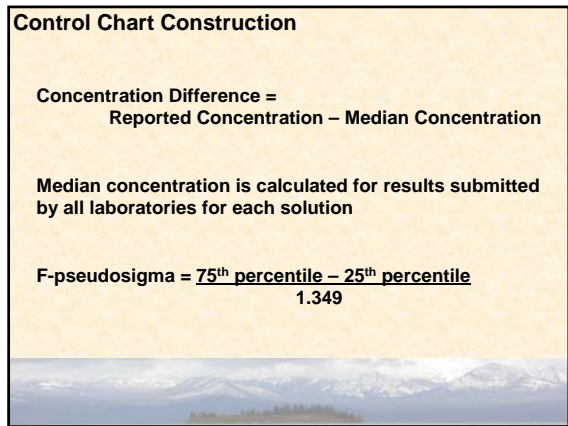 Control Chart Construction
Concentration Difference =
Reported Concentration – Median Concentration
Median concentration is calculated for results submitted
by all laboratories for each solution
F-pseudosigma = 75th percentile – 25th percentile
1.349